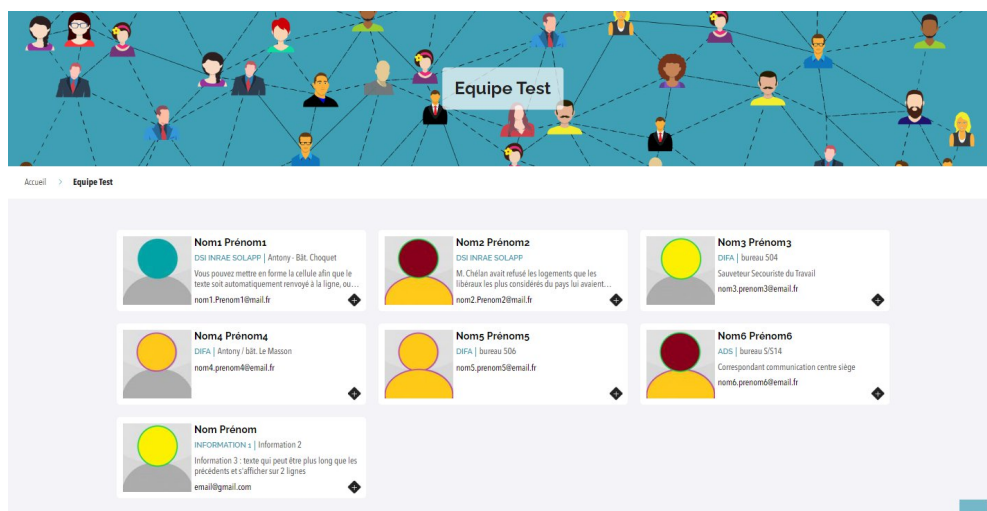 Equipe Test
Accueil > Equipe Test
Nom1 Prénom1
DSI INRAE SOLAPP | Antony - Bât. Choquet
Vous pouvez mettre en forme la cellule afin que le
texte soit automatiquement renvoyé à la ligne, ou…
nom1.Prenom1@mail.fr
Nom2 Prénom2
DSI INRAE SOLAPP
M. Chélan avait refusé les logements que les
libéraux les plus considérés du pays lui avaient…
nom2.Prenom2@mail.fr
Nom3 Prénom3
DIFA | bureau 504
Sauveteur Secouriste du Travail
nom3.prenom3@email.fr
Nom4 Prénom4
DIFA | Antony / bât. Le Masson
nom4.prenom4@email.fr
Nom5 Prénom5
DIFA | bureau 506
nom5.prenom5@email.fr
Nom6 Prénom6
ADS | bureau S/S14
Correspondant communication centre siège
nom6.prenom6@email.fr
Nom Prénom
INFORMATION 1 | Information 2
Information 3 : texte qui peut être plus long que les
précédents et s'afficher sur 2 lignes
email@gmail.com